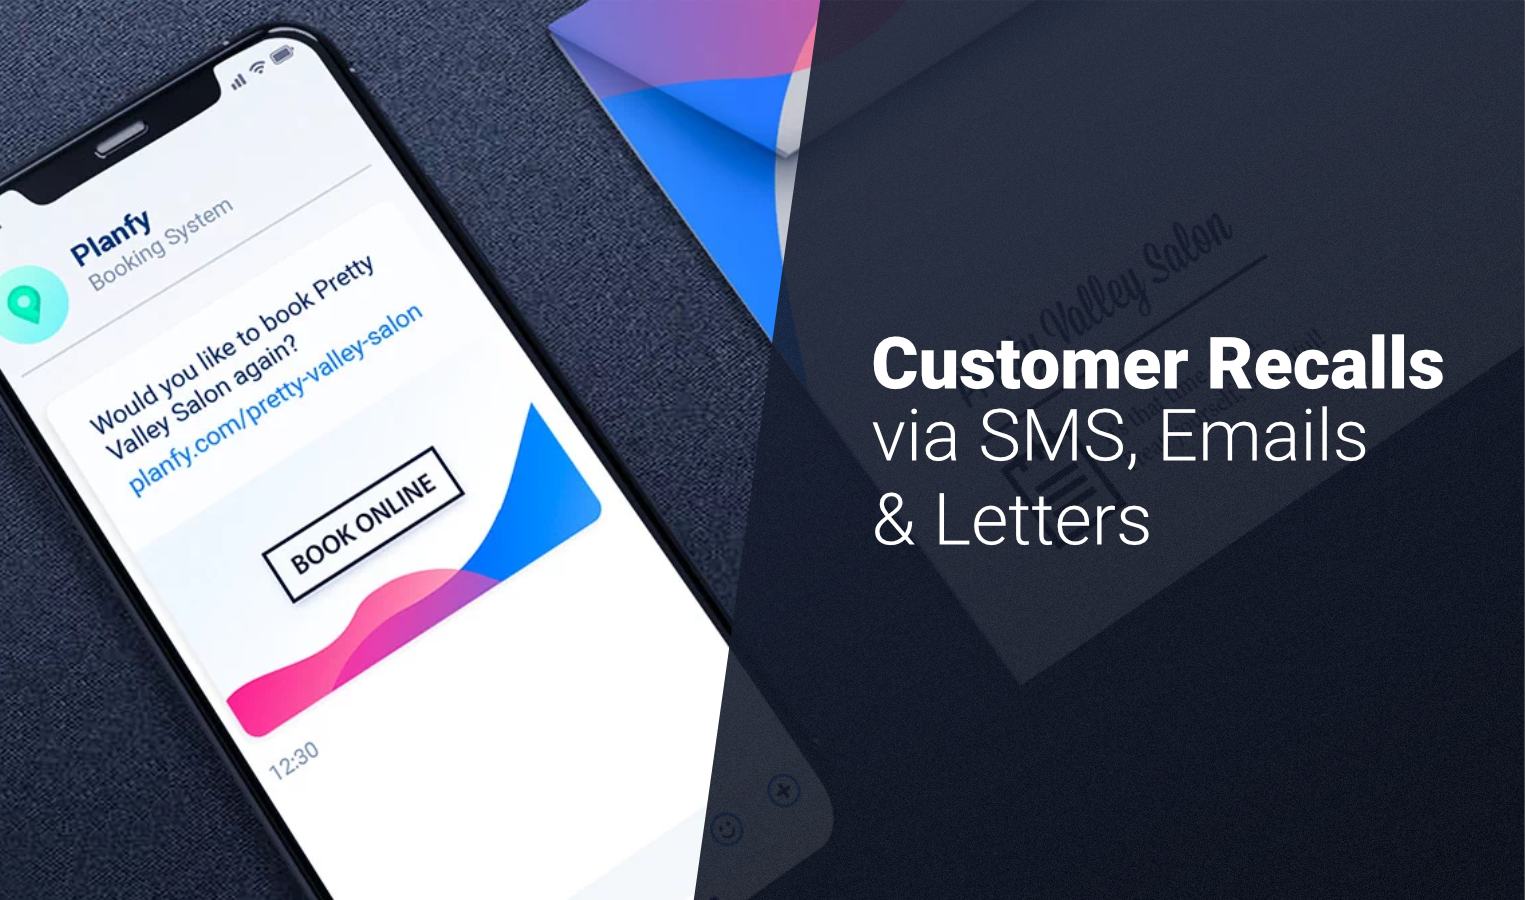 Planfy
Booking System
Would you like to book Pretty
Valley Salon again?
planfy.com/pretty-valley-salon
BOOK ONLINE
12:30
Valley Salon
Customer Recalls
via SMS, Emails
& Letters